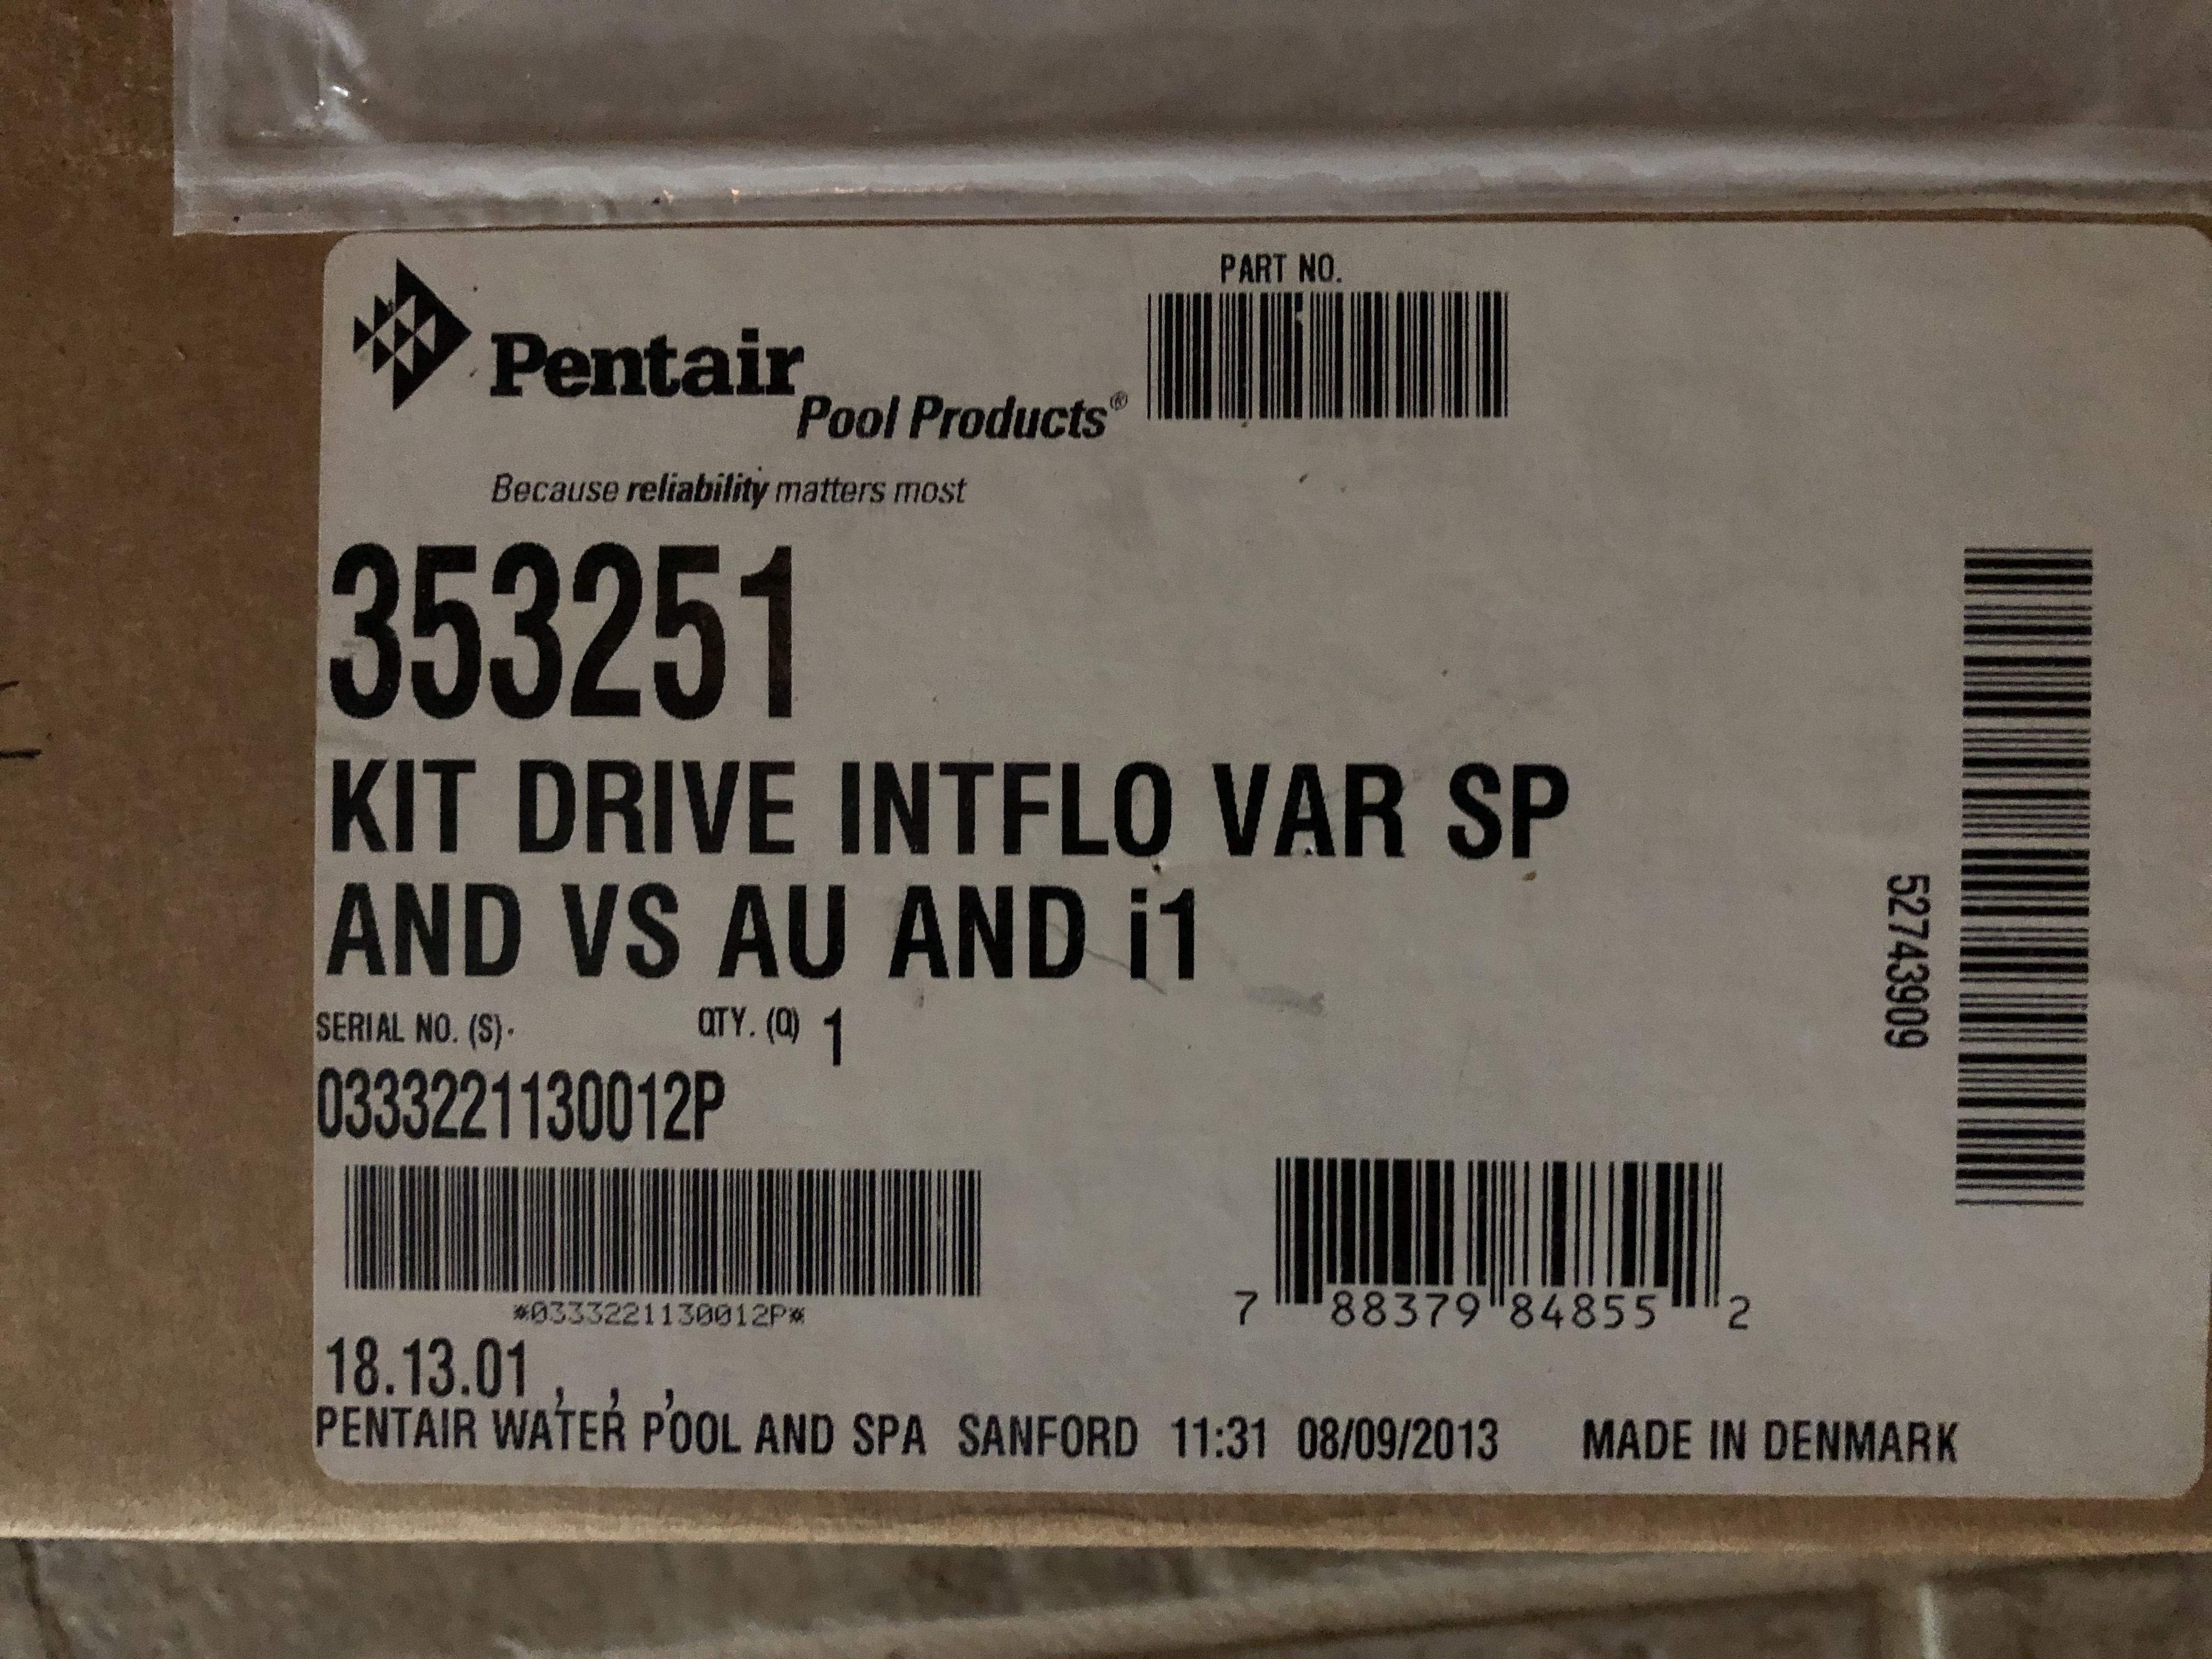 PART NO.
Pentair
Pool Products®
Because reliability matters most
353251
KIT DRIVE INTFLO VAR SP
AND VS AU AND i1
52743909
SERIAL NO. (S).
QTY. (Q) 1
0333221130012P
*0333221130012P*
7 88379 84855 2
18.13.01 , , ,
PENTAIR WATER POOL AND SPA SANFORD 11:31 08/09/2013 MADE IN DENMARK